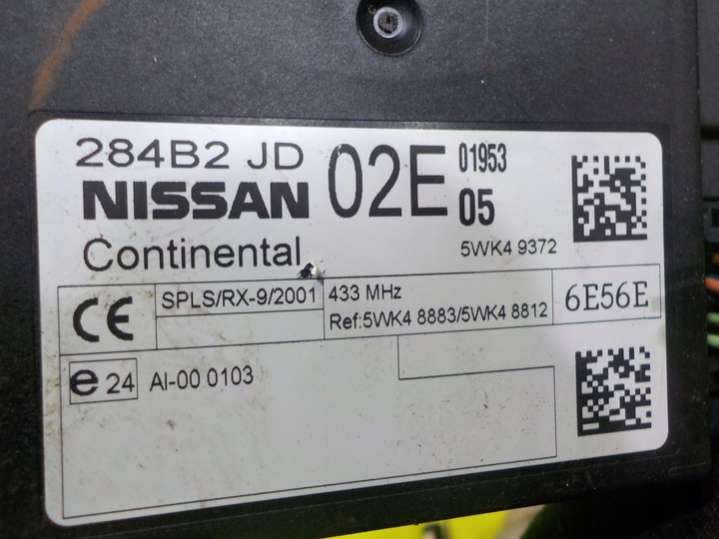 284B2 JD 02E 01953
NISSAN 05
Continental 5WK4 9372
CE SPLS/RX-9/2001 433 MHz 6E56E
Ref:5WK4 8883/5WK4 8812
e 24 AI-00 0103